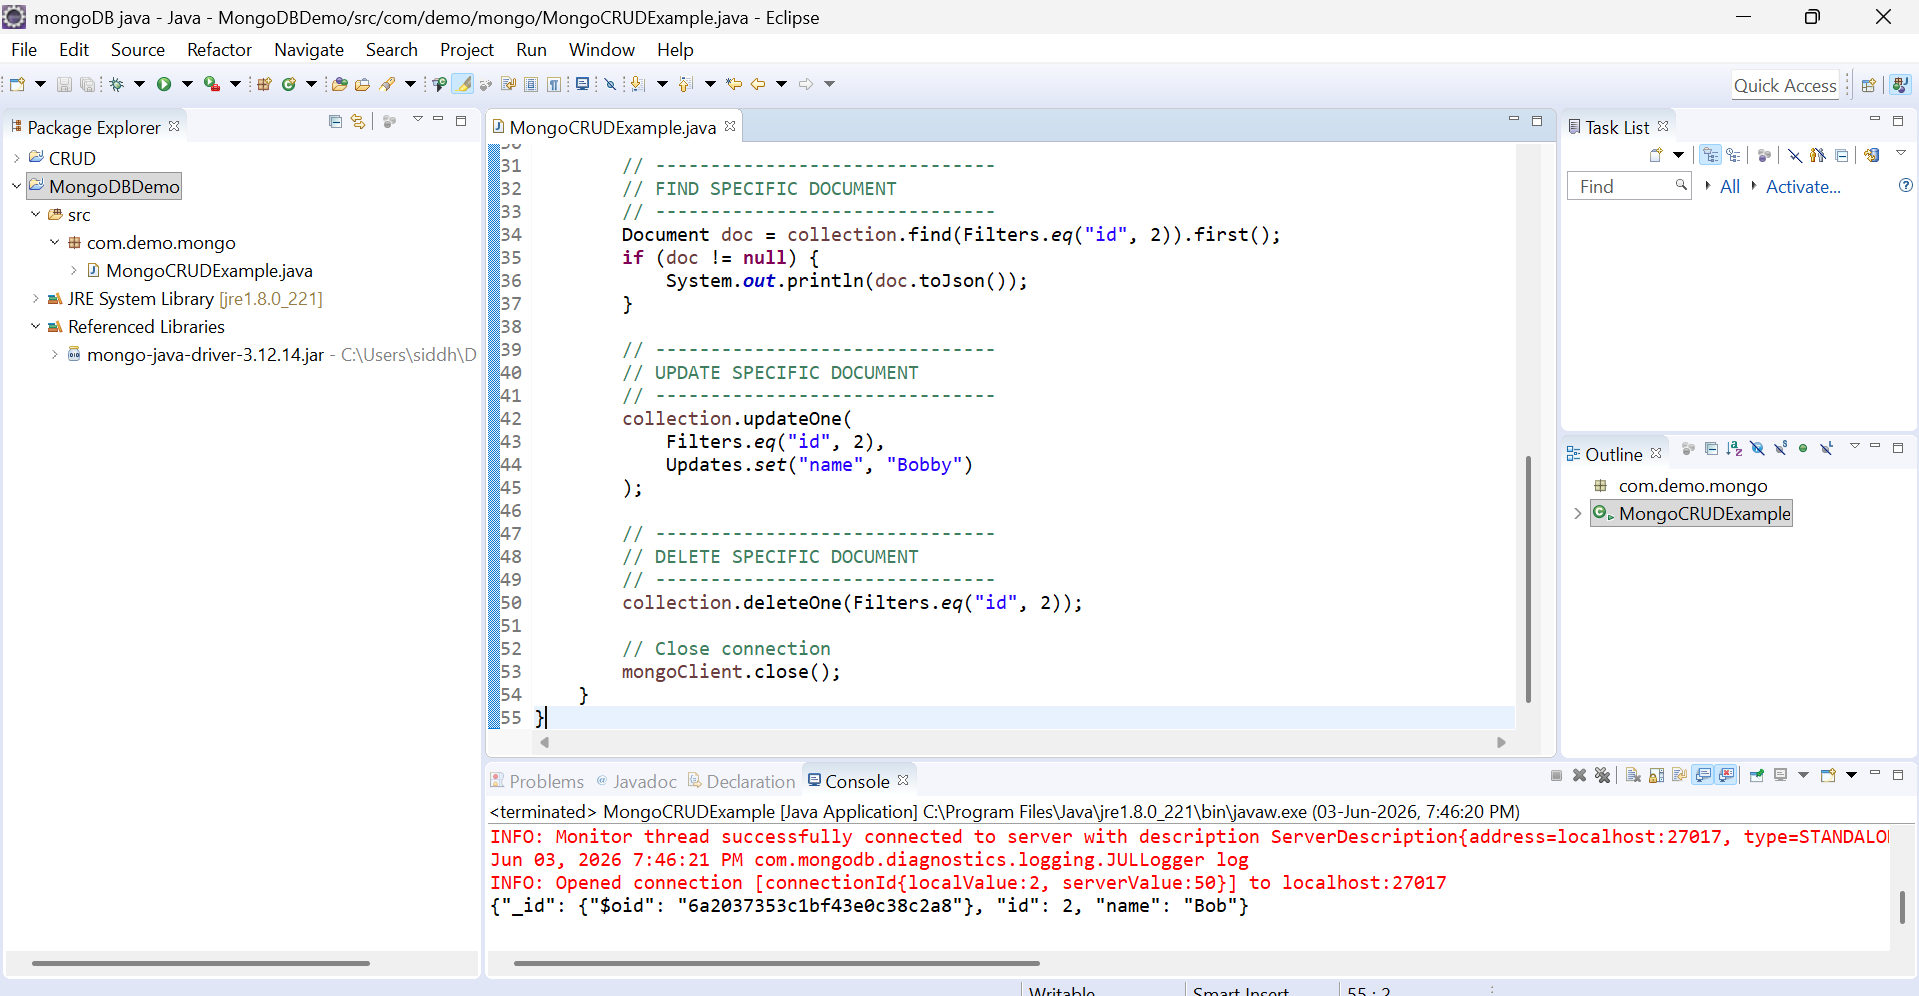 mongoDB java - Java - MongoDBDemo/src/com/demo/mongo/MongoCRUDExample.java - Eclipse
File Edit Source Refactor Navigate Search Project Run Window Help
Quick Access
Package Explorer
CRUD
MongoDBDemo
src
com.demo.mongo
MongoCRUDExample.java
JRE System Library [jre1.8.0_221]
Referenced Libraries
mongo-java-driver-3.12.14.jar - C:\Users\siddh\D
MongoCRUDExample.java
30
31 // -------------------------------
32 // FIND SPECIFIC DOCUMENT
33 // -------------------------------
34 Document doc = collection.find(Filters.eq("id", 2)).first();
35 if (doc != null) {
36 System.out.println(doc.toJson());
37 }
38
39 // -------------------------------
40 // UPDATE SPECIFIC DOCUMENT
41 // -------------------------------
42 collection.updateOne(
43 Filters.eq("id", 2),
44 Updates.set("name", "Bobby")
45 );
46
47 // -------------------------------
48 // DELETE SPECIFIC DOCUMENT
49 // -------------------------------
50 collection.deleteOne(Filters.eq("id", 2));
51
52 // Close connection
53 mongoClient.close();
54 }
55 }
Task List
Find All Activate...
Outline
com.demo.mongo
MongoCRUDExample
Problems Javadoc Declaration Console
<terminated> MongoCRUDExample [Java Application] C:\Program Files\Java\jre1.8.0_221\bin\javaw.exe (03-Jun-2026, 7:46:20 PM)
INFO: Monitor thread successfully connected to server with description ServerDescription{address=localhost:27017, type=STANDALO
Jun 03, 2026 7:46:21 PM com.mongodb.diagnostics.logging.JULLogger log
INFO: Opened connection [connectionId{localValue:2, serverValue:50}] to localhost:27017
{"_id": {"$oid": "6a2037353c1bf43e0c38c2a8"}, "id": 2, "name": "Bob"}
Writable Smart Insert 55 : 2